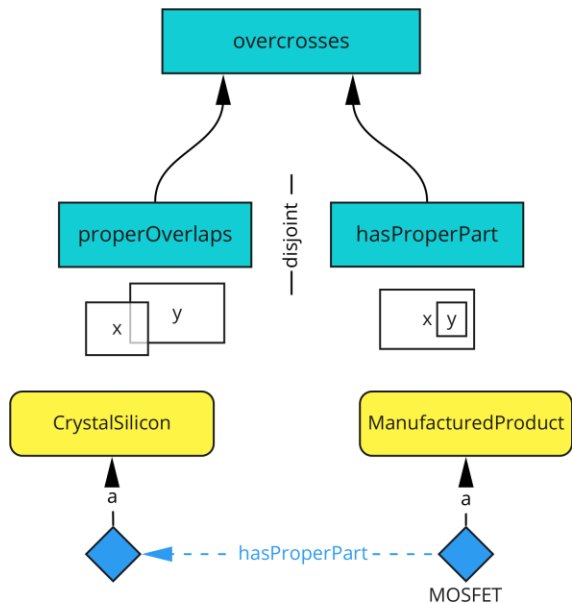 overcrosses
properOverlaps
disjoint
hasProperPart
x
y
x
y
CrystalSilicon
ManufacturedProduct
a
a
hasProperPart
MOSFET